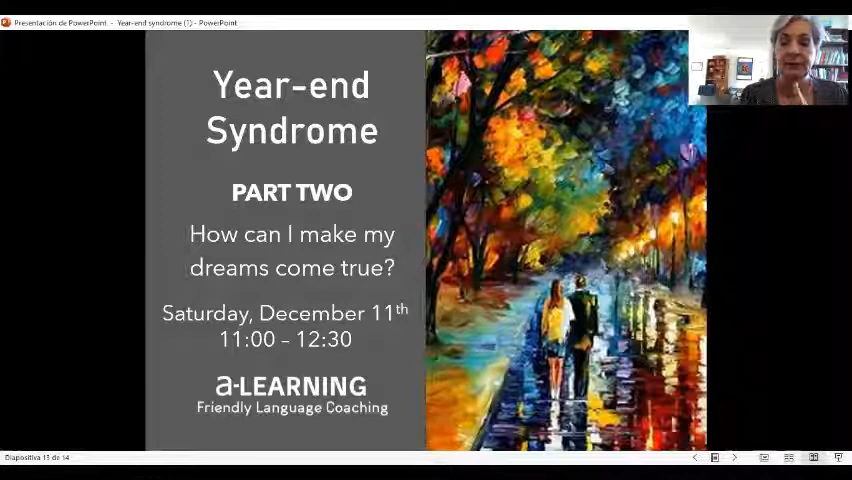 Presentación de PowerPoint - Year-end syndrome (1) - PowerPoint
Year-end
Syndrome
PART TWO
How can I make my
dreams come true?
Saturday, December 11th
11:00 – 12:30
a-LEARNING
Friendly Language Coaching
Diapositiva 13 de 14